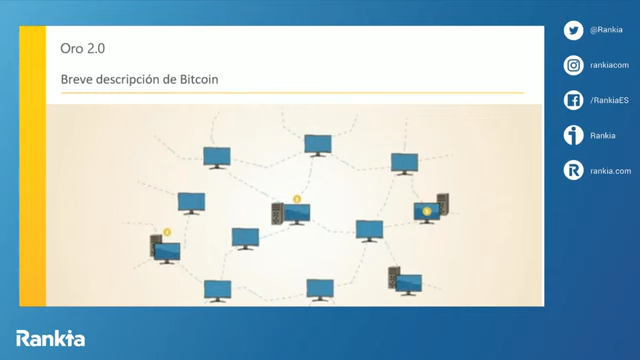 Oro 2.0
Breve descripción de Bitcoin
@Rankia
rankiacom
/RankiaES
Rankia
rankia.com
Rankia